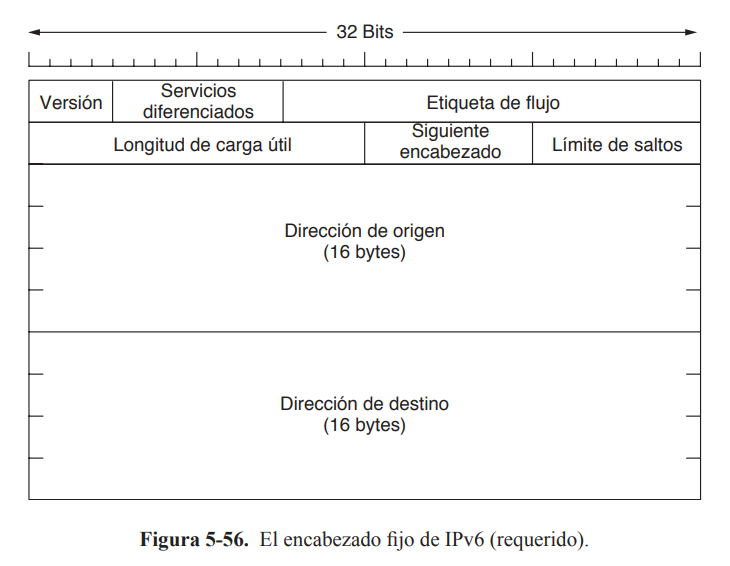 32 Bits
Versión
Servicios
diferenciados
Etiqueta de flujo
Longitud de carga útil
Siguiente
encabezado
Límite de saltos
Dirección de origen
(16 bytes)
Dirección de destino
(16 bytes)
Figura 5-56. El encabezado fijo de IPv6 (requerido).